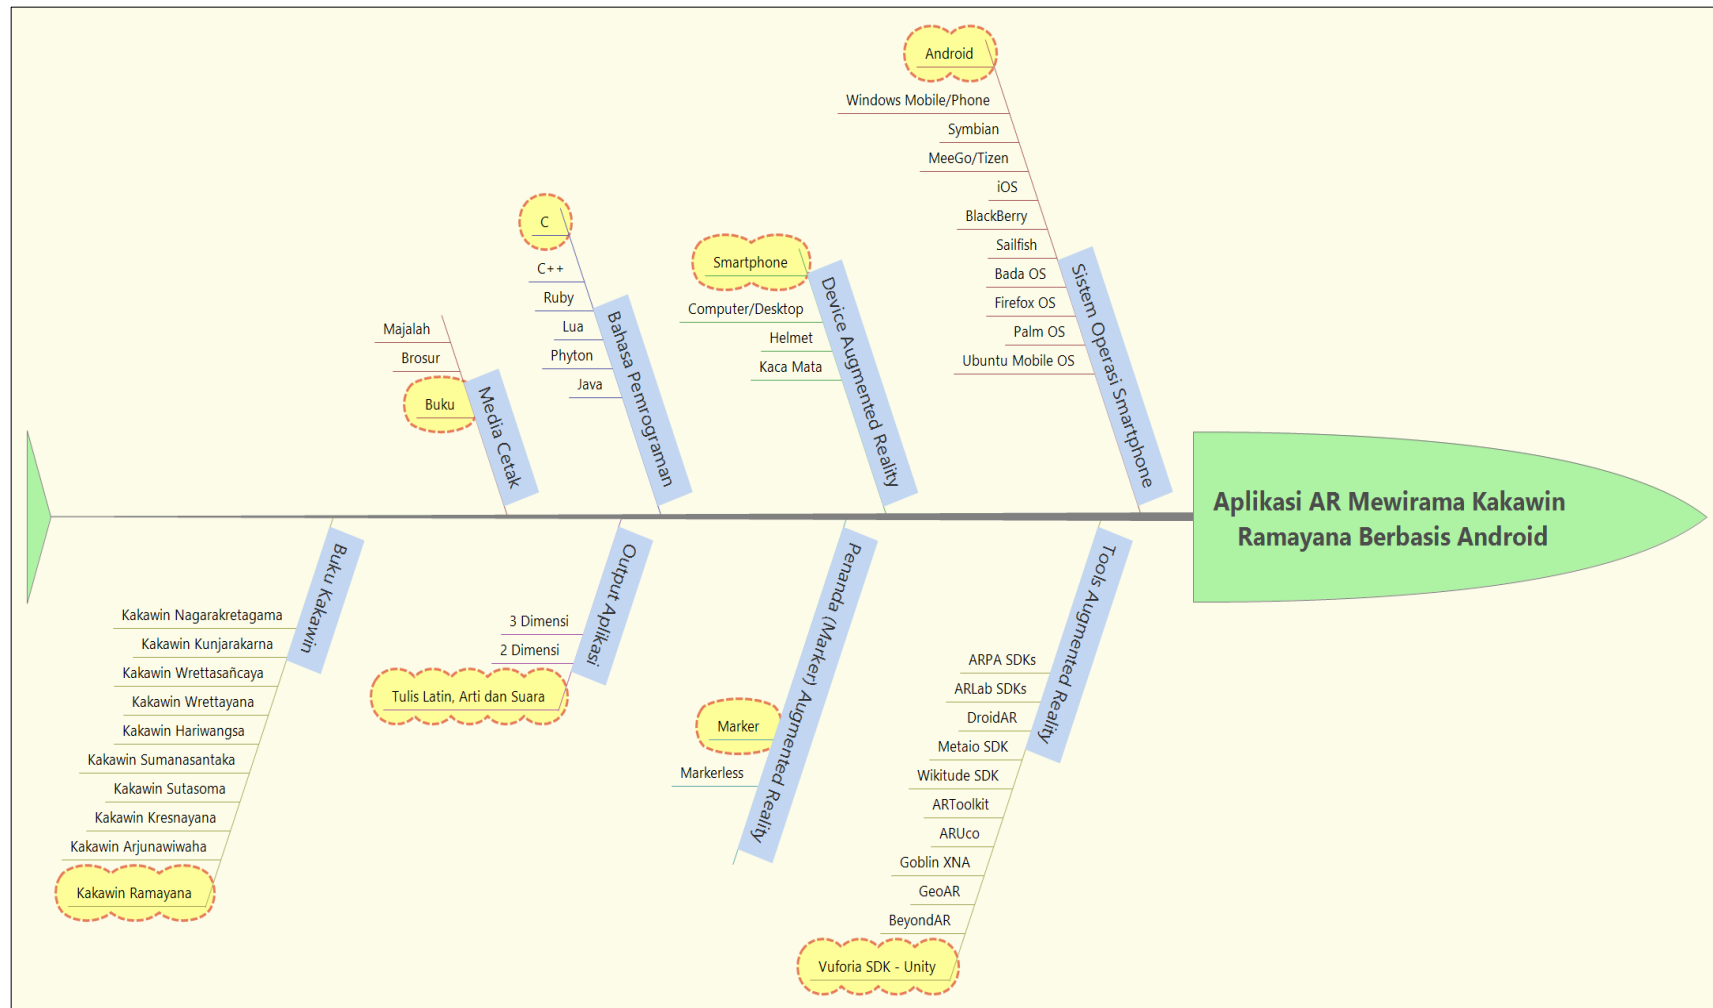 Android
Windows Mobile/Phone
Symbian
MeeGo/Tizen
iOS
BlackBerry
Sailfish
Bada OS
Firefox OS
Palm OS
Ubuntu Mobile OS
Sistem Operasi Smartphone
Smartphone
Computer/Desktop
Helmet
Kaca Mata
Device Augmented Reality
C
C++
Ruby
Lua
Phyton
Java
Bahasa Pemrograman
Majalah
Brosur
Buku
Media Cetak
Aplikasi AR Mewirama Kakawin
Ramayana Berbasis Android
Buku Kakawin
Kakawin Nagarakretagama
Kakawin Kunjarakarna
Kakawin Wrettasañcaya
Kakawin Wrettayana
Kakawin Hariwangsa
Kakawin Sumanasantaka
Kakawin Sutasoma
Kakawin Kresnayana
Kakawin Arjunawiwaha
Kakawin Ramayana
Output Aplikasi
3 Dimensi
2 Dimensi
Tulis Latin, Arti dan Suara
Penanda (Marker) Augmented Reality
Marker
Markerless
Tools Augmented Reality
ARPA SDKs
ARLab SDKs
DroidAR
Metaio SDK
Wikitude SDK
ARToolkit
ARUco
Goblin XNA
GeoAR
BeyondAR
Vuforia SDK - Unity